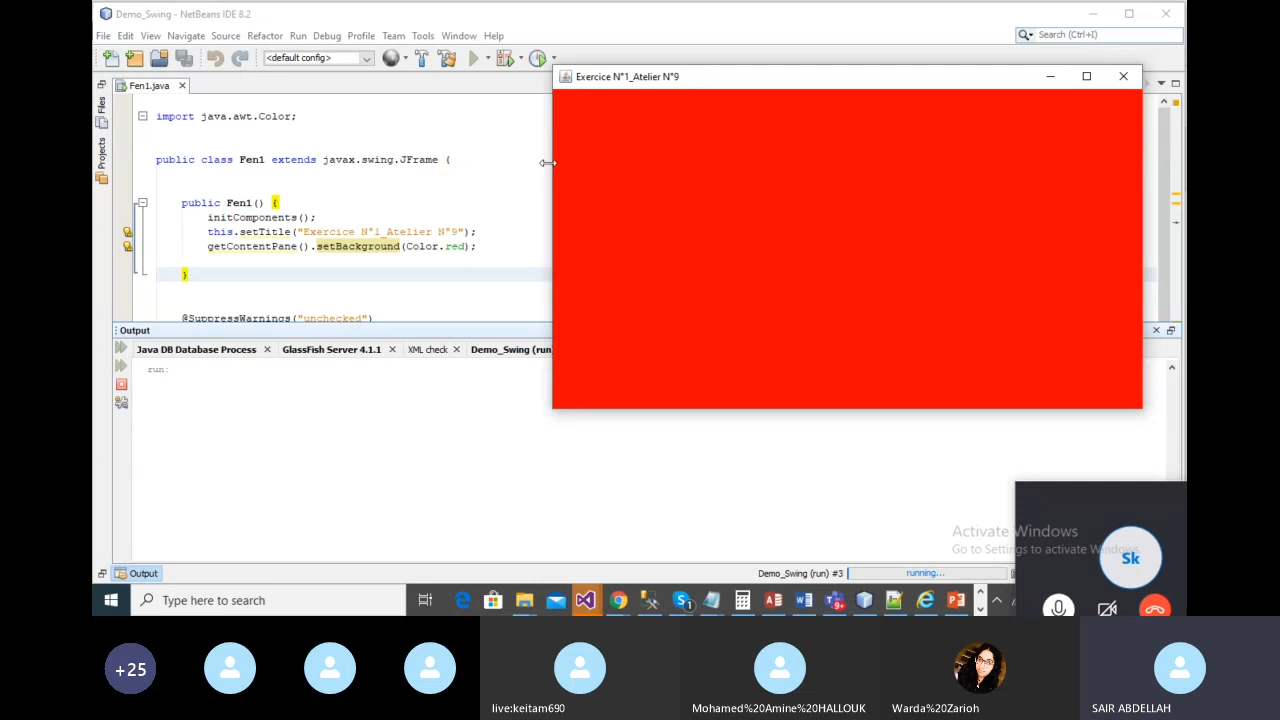 Demo_Swing - NetBeans IDE 8.2
File Edit View Navigate Source Refactor Run Debug Profile Team Tools Window Help
Search (Ctrl+I)
<default config>
Exercice N°1_Atelier N°9
Fen1.java
Files
Projects
import java.awt.Color;
public class Fen1 extends javax.swing.JFrame {
public Fen1() {
initComponents();
this.setTitle("Exercice N°1_Atelier N°9");
getContentPane().setBackground(Color.red);
}
@SuppressWarnings("unchecked")
Output
Java DB Database Process GlassFish Server 4.1.1 XML check Demo_Swing (run)
run:
Activate Windows
Go to Settings to activate Windows.
Sk
Output
Demo_Swing (run) #3 running...
Type here to search
+25
live:keitam690
Mohamed%20Amine%20HALLOUK
Warda%20Zarioh
SAIR ABDELLAH